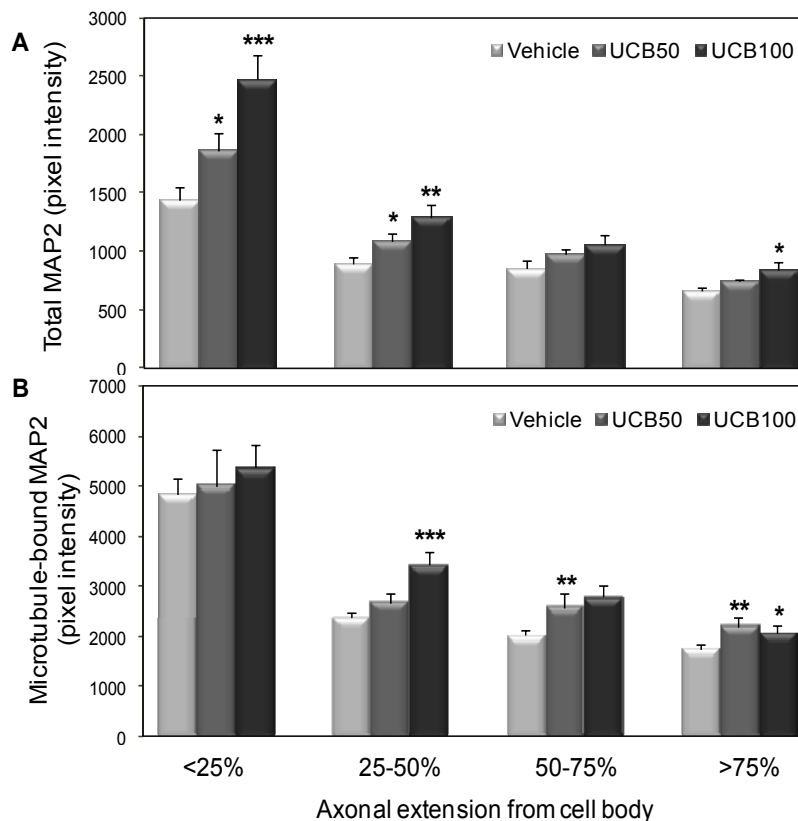 A
Total MAP2 (pixel intensity)
3000
2500
2000
1500
1000
500
0
Vehicle UCB50 UCB100
* ***
* **
*
B
Microtubule-bound MAP2
(pixel intensity)
7000
6000
5000
4000
3000
2000
1000
0
Vehicle UCB50 UCB100
***
**
** *
<25% 25-50% 50-75% >75%
Axonal extension from cell body